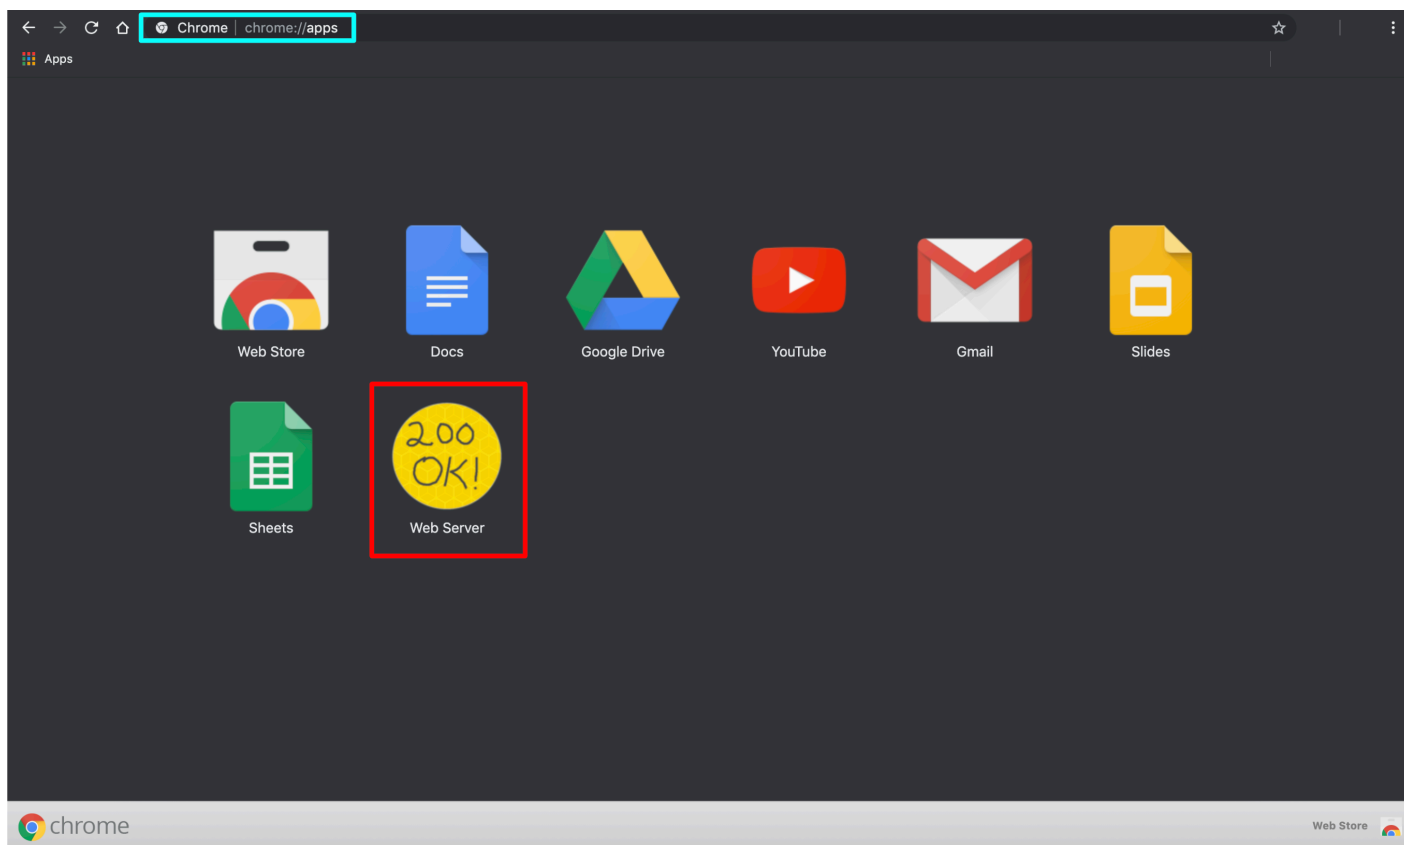 Chrome | chrome://apps
Apps
Web Store
Docs
Google Drive
YouTube
Gmail
Slides
200
OK!
Sheets
Web Server
chrome
Web Store